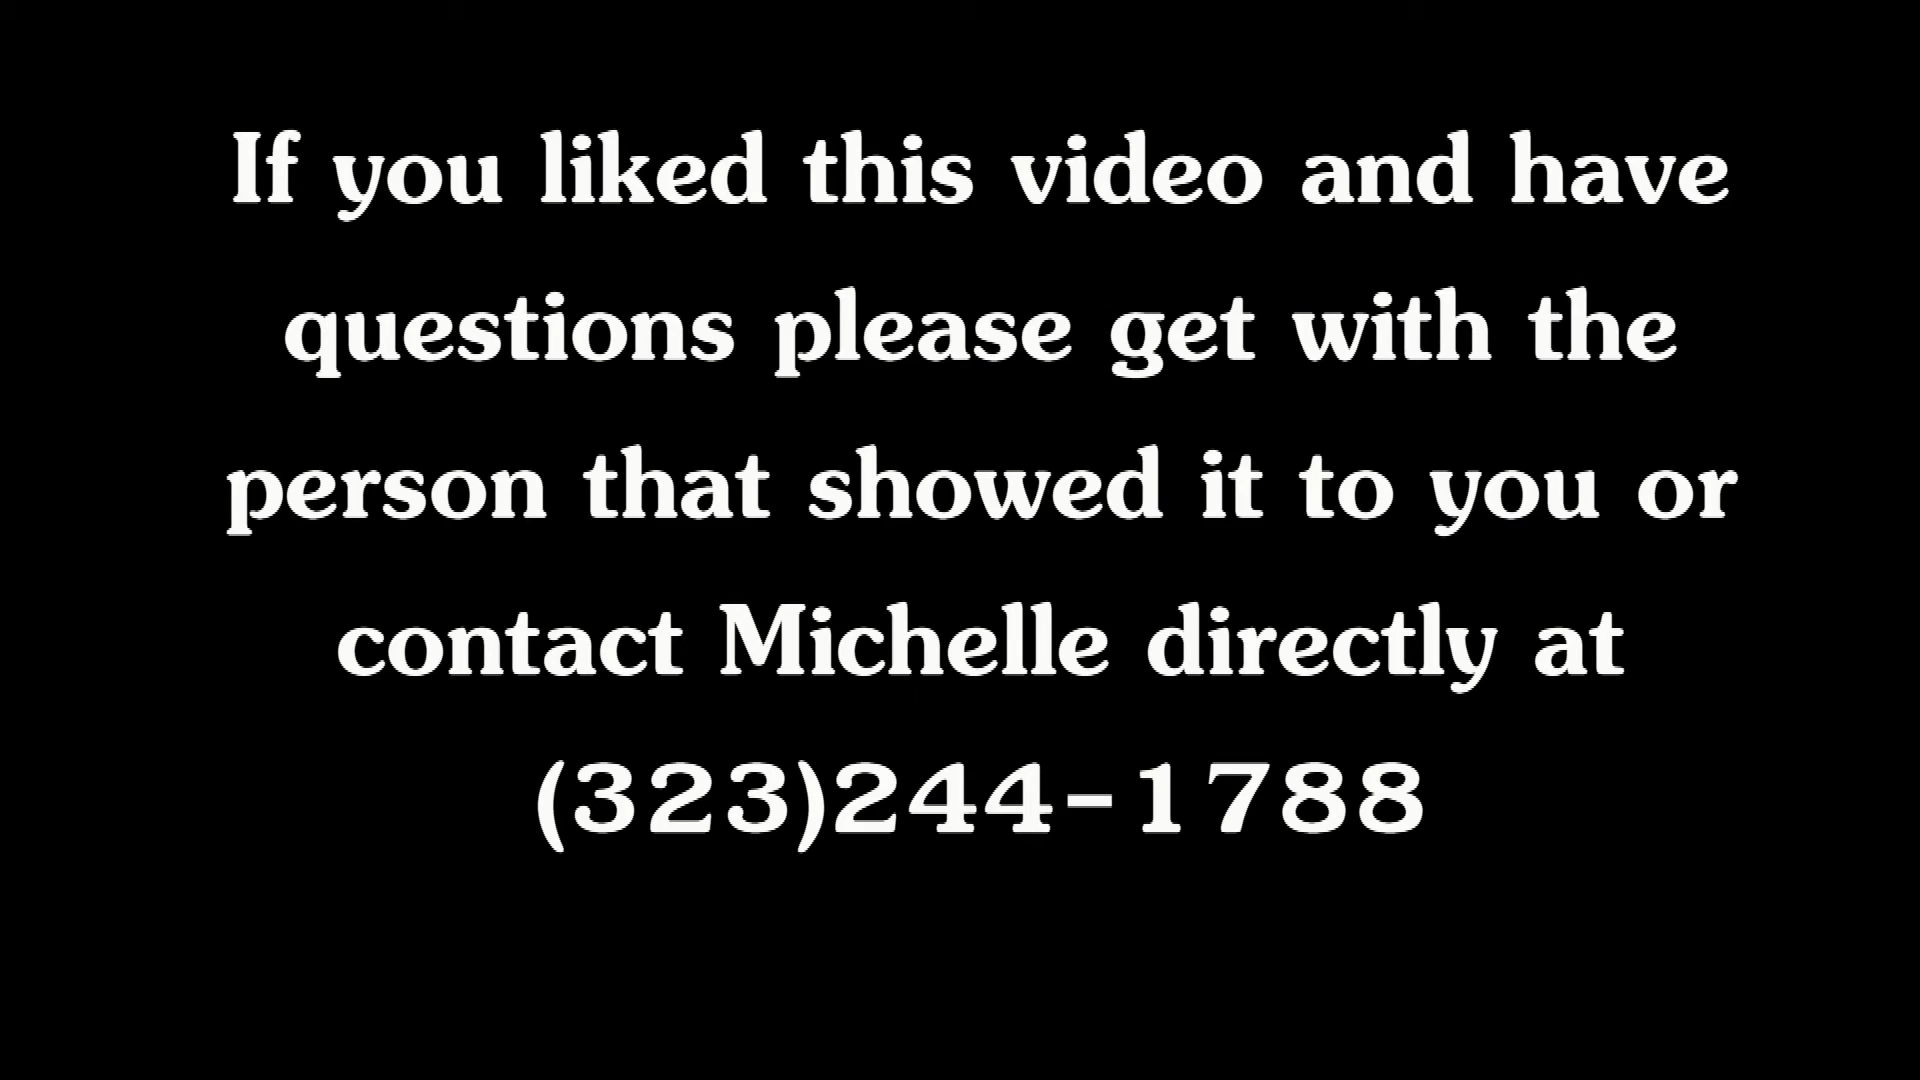 If you liked this video and have
questions please get with the
person that showed it to you or
contact Michelle directly at
(323)244-1788